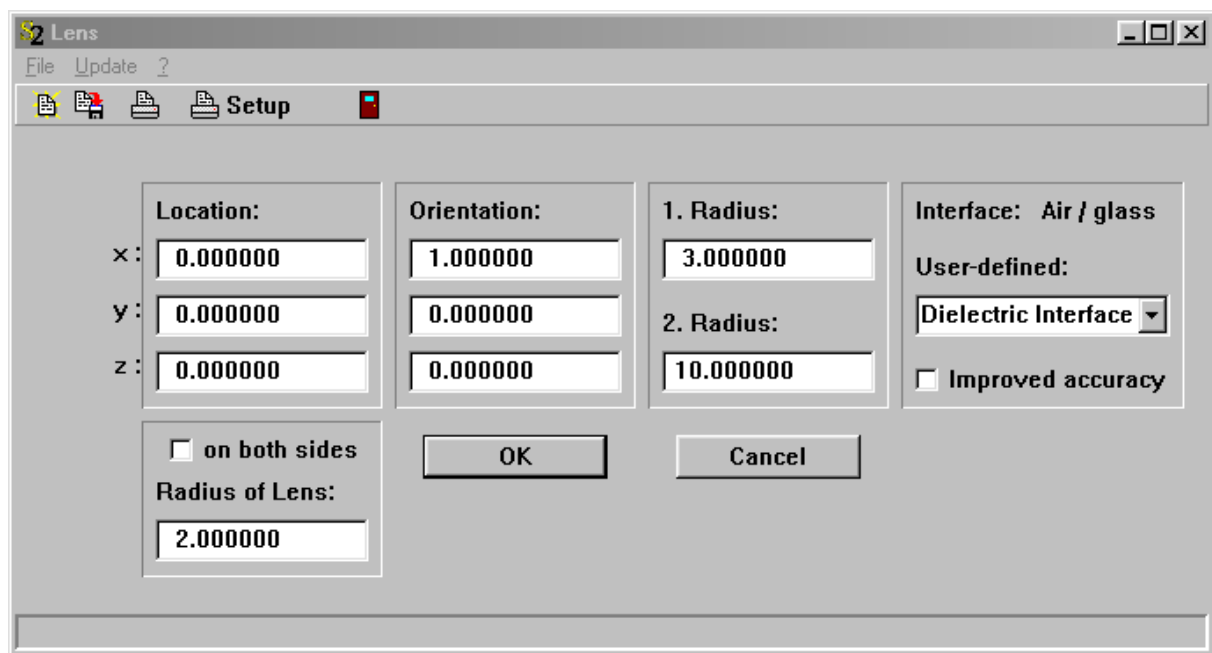 S2 Lens
File Update ?
Setup
Location: Orientation: 1. Radius: Interface: Air / glass
x: 0.000000 1.000000 3.000000
User-defined:
y: 0.000000 0.000000 2. Radius: Dielectric Interface
z: 0.000000 0.000000 10.000000 Improved accuracy
on both sides OK Cancel
Radius of Lens:
2.000000